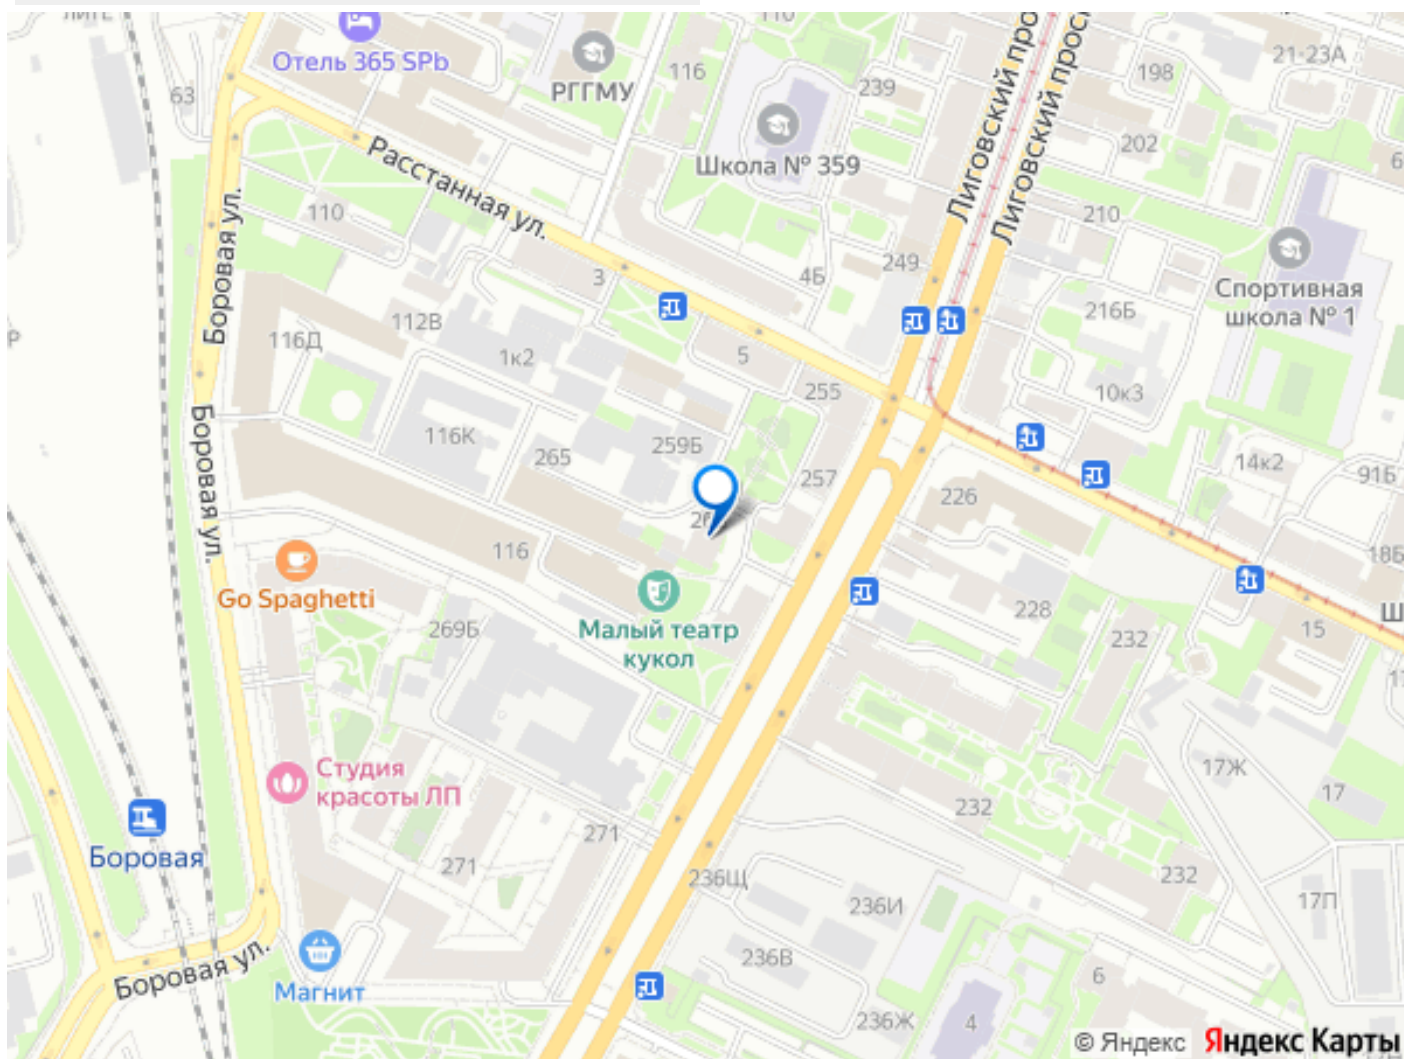 Отель 365 SPb
РГГМУ
116
239
198
21-23А
63
Школа № 359
202
Лиговский про
Лиговский просп
Расстанная ул.
110
210
Боровая ул.
3
4Б
249
Спортивная
школа № 1
216Б
112В
116Д
1к2
5
255
10к3
Боровая ул.
116К
265
259Б
257
14к2
91Б
226
116
18Б
Go Spaghetti
Малый театр
кукол
269Б
228
232
15
Студия
красоты ЛП
17Ж
17
232
271
271
Боровая
236Щ
232
236И
17П
236В
6
Боровая ул.
Магнит
236Ж
4
© Яндекс
Яндекс Карты